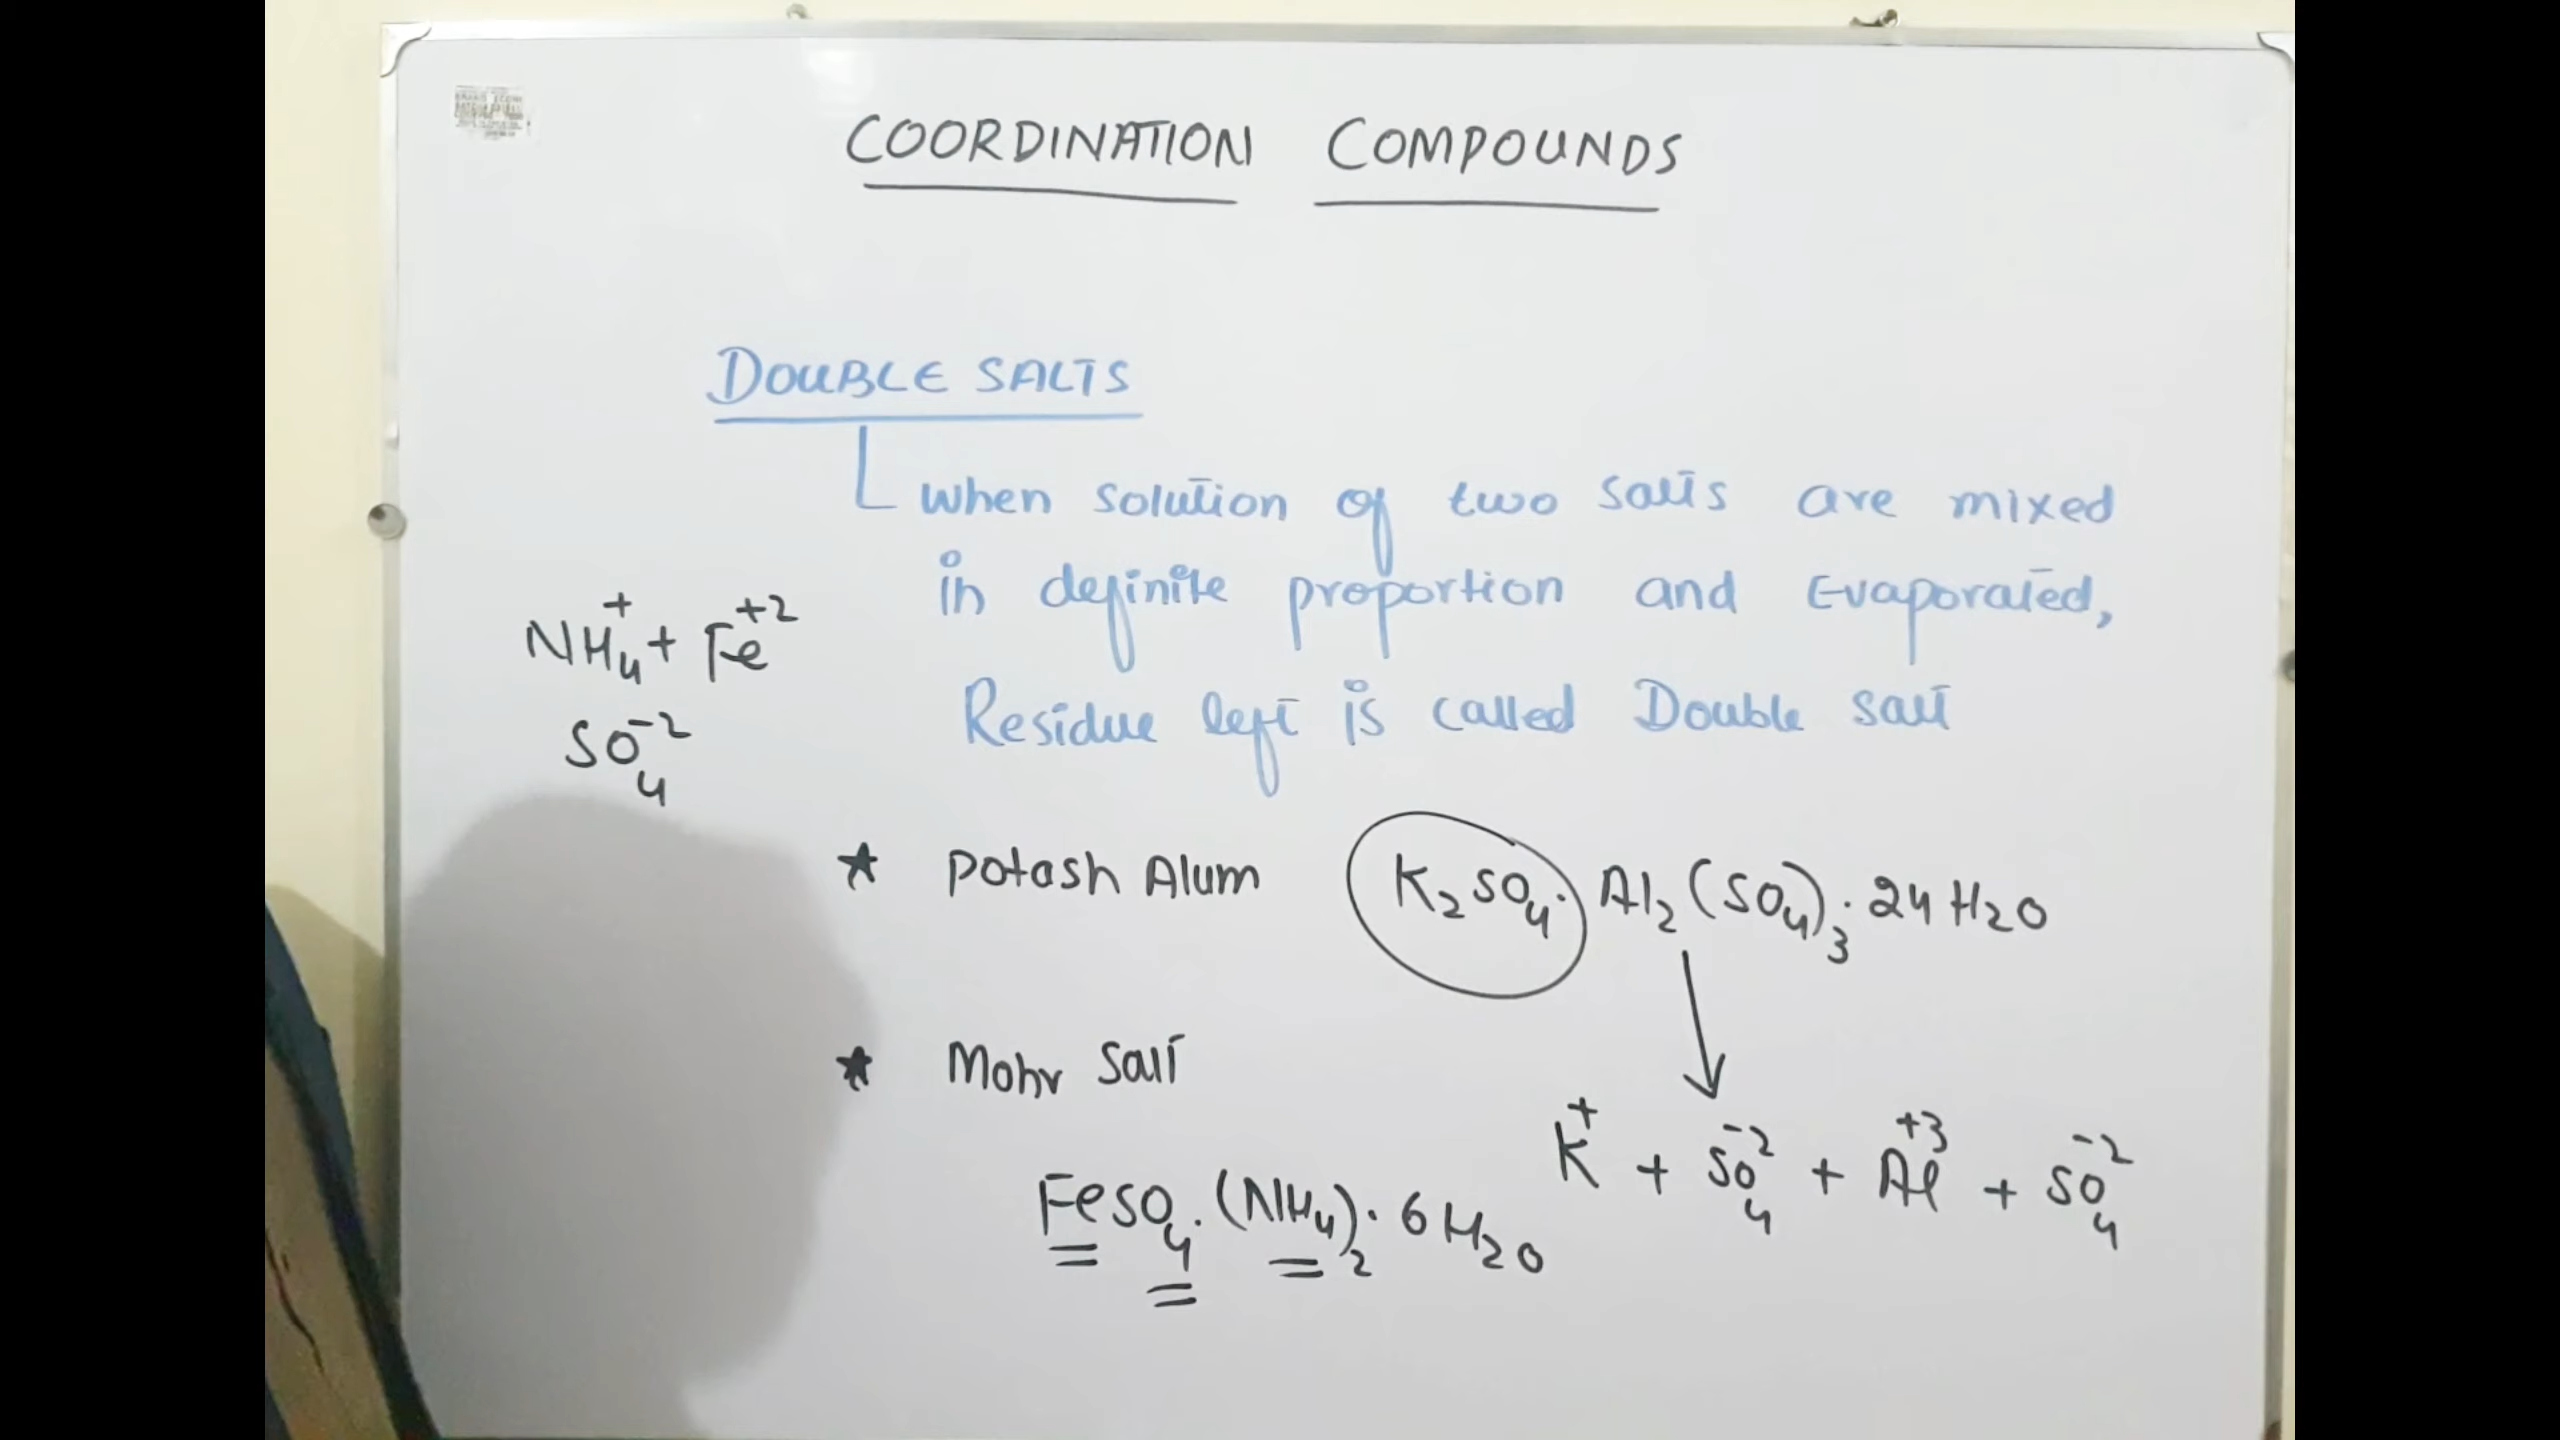 COORDINATION COMPOUNDS
DOUBLE SALTS
When solution of two salts are mixed
in definite proportion and Evaporated,
Residue left is called Double salt
NH₄⁺ + Fe⁺²
SO₄⁻²
★ Potash Alum K₂SO₄. Al₂(SO₄)₃. 24H₂O
★ Mohr Salt
K⁺ + SO₄⁻² + Al⁺³ + SO₄⁻²
FeSO₄. (NH₄)₂. 6H₂O